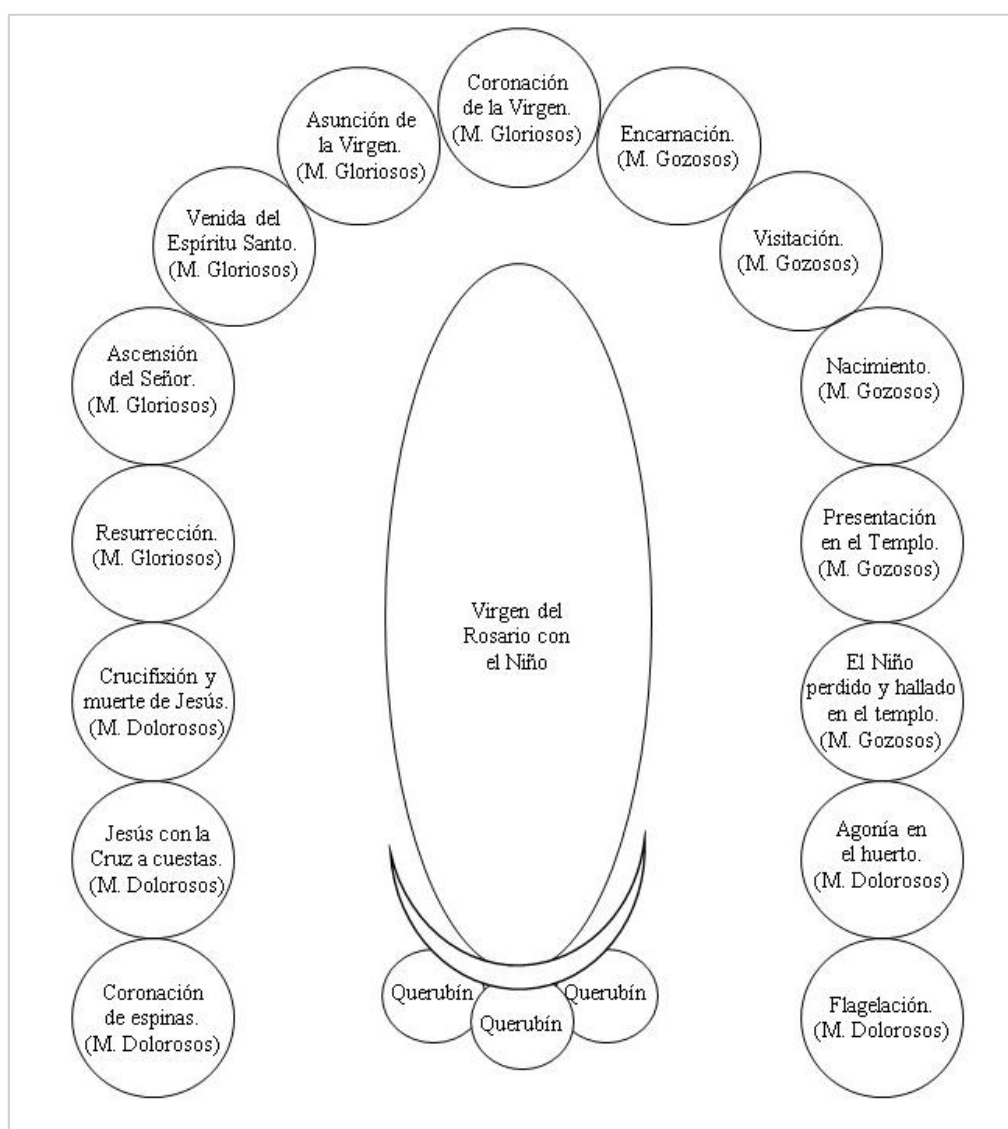 Coronación
de la Virgen.
(M. Gloriosos)
Asunción de
la Virgen.
(M. Gloriosos)
Encarnación.
(M. Gozosos)
Venida del
Espíritu Santo.
(M. Gloriosos)
Visitación.
(M. Gozosos)
Ascensión
del Señor.
(M. Gloriosos)
Nacimiento.
(M. Gozosos)
Resurrección.
(M. Gloriosos)
Presentación
en el Templo.
(M. Gozosos)
Virgen del
Rosario con
el Niño
Crucifixión y
muerte de Jesús.
(M. Dolorosos)
El Niño
perdido y hallado
en el templo.
(M. Gozosos)
Jesús con la
Cruz a cuestas.
(M. Dolorosos)
Agonía en
el huerto.
(M. Dolorosos)
Coronación
de espinas.
(M. Dolorosos)
Querubín
Querubín
Querubín
Flagelación.
(M. Dolorosos)